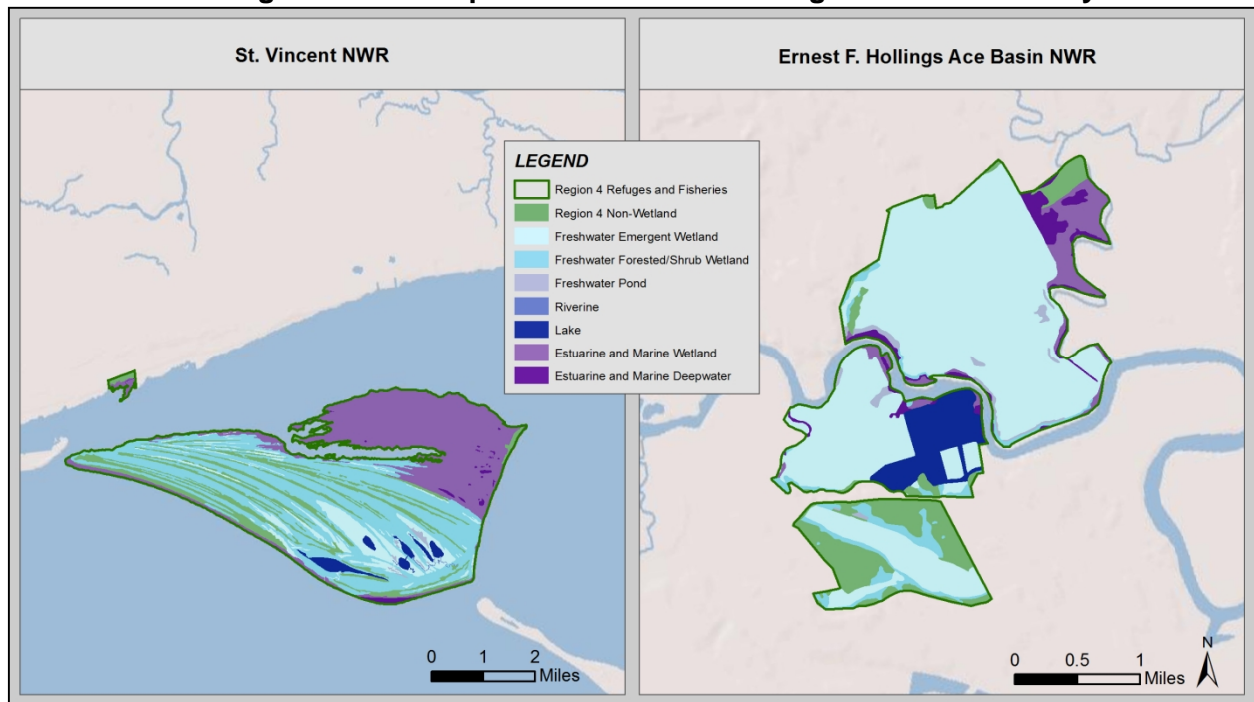 St. Vincent NWR
Ernest F. Hollings Ace Basin NWR
LEGEND
Region 4 Refuges and Fisheries
Region 4 Non-Wetland
Freshwater Emergent Wetland
Freshwater Forested/Shrub Wetland
Freshwater Pond
Riverine
Lake
Estuarine and Marine Wetland
Estuarine and Marine Deepwater
0 1 2
Miles
0 0.5 1
Miles
N